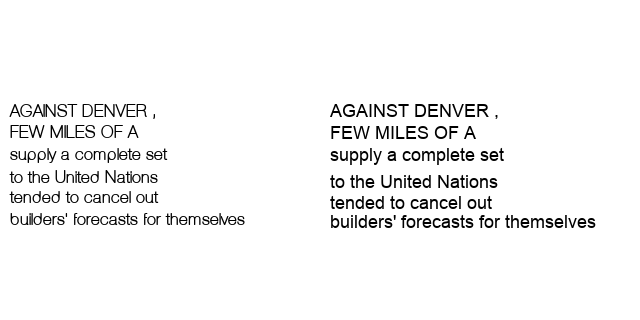 AGAINST DENVER ,
FEW MILES OF A
supply a complete set
to the United Nations
tended to cancel out
builders' forecasts for themselves
AGAINST DENVER ,
FEW MILES OF A
supply a complete set
to the United Nations
tended to cancel out
builders' forecasts for themselves